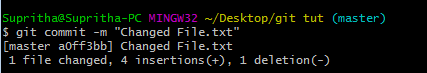 Supritha@Supritha-PC MINGW32 ~/Desktop/git tut (master)
$ git commit -m "Changed File.txt"
[master a0ff3bb] Changed File.txt
 1 file changed, 4 insertions(+), 1 deletion(-)